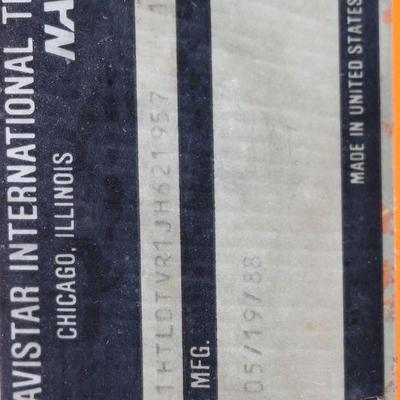 AVISTAR INTERNATIONAL T
NA
CHICAGO, ILLINOIS
1HTLDTVR1JH621957
MFG.
05/19/88
MADE IN UNITED STATES